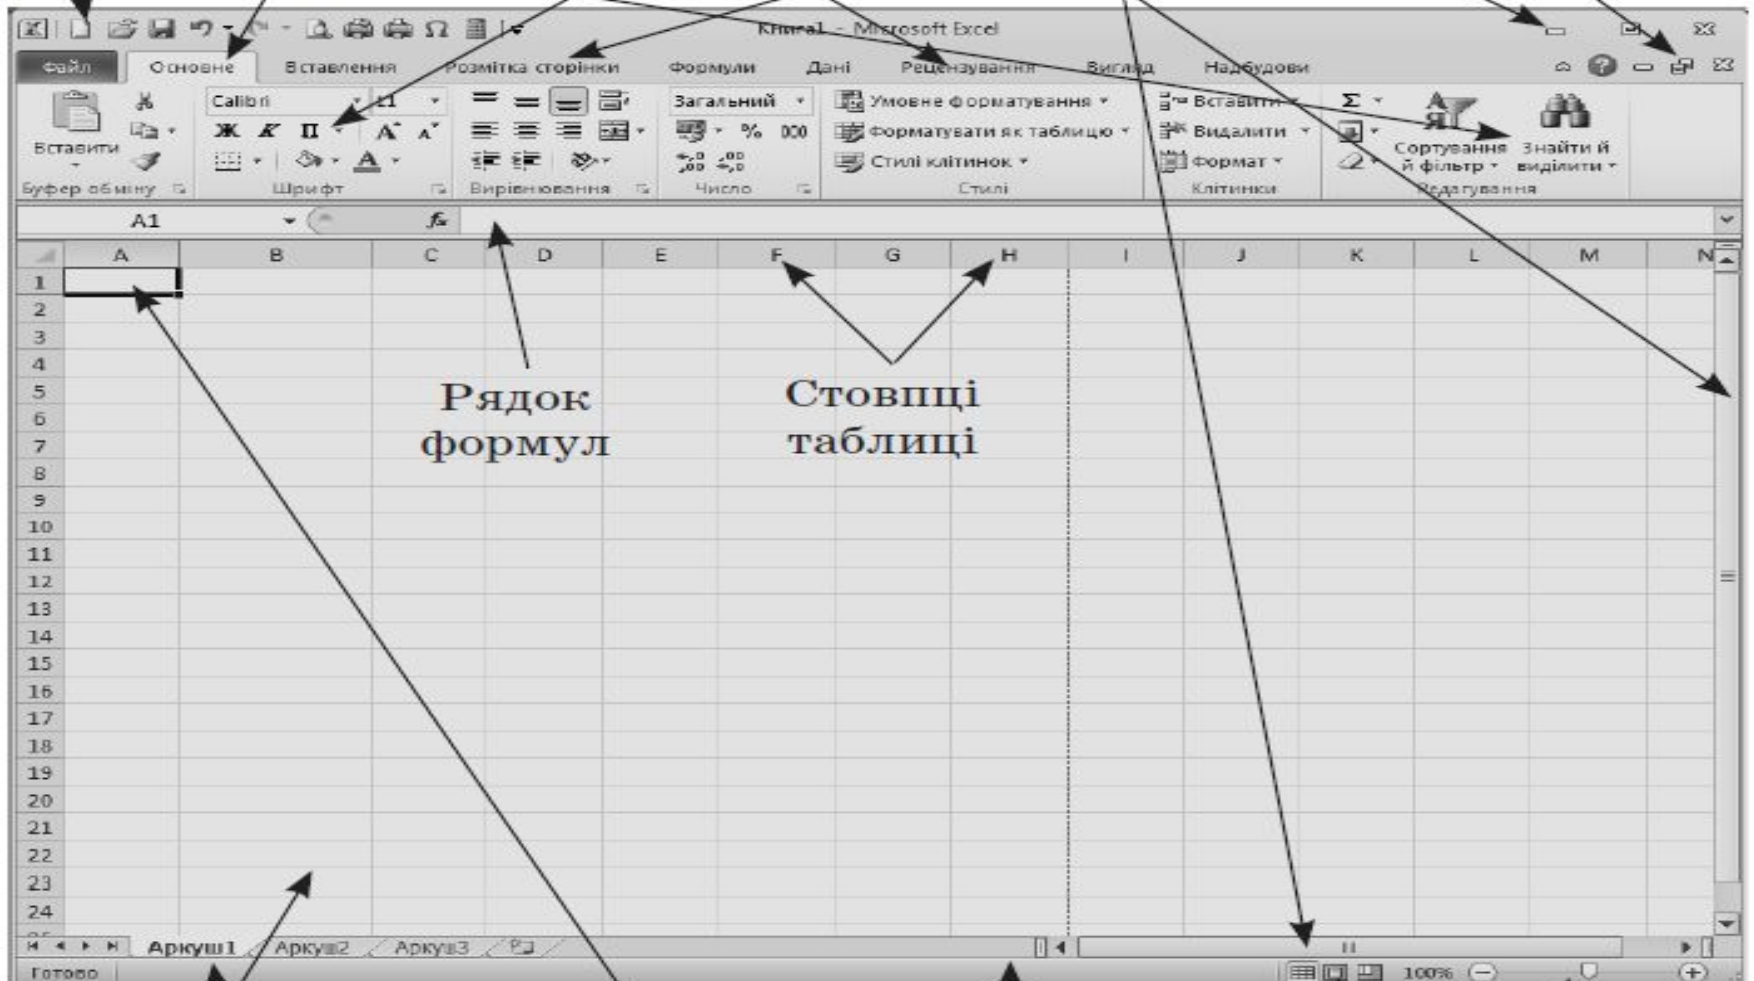 Книга1 - Microsoft Excel
Файл Основне Вставлення Розмітка сторінки Формули Дані Рецензування Вигляд Надбудови
Calibri 11 Загальний Умовне форматування Вставити Σ
Ж К П А А % 000 Форматувати як таблицю Видалити
Вставити А Стилі клітинок Формат Сортування й фільтр Знайти й виділити
Буфер обміну Шрифт Вирівнювання Число Стилі Клітинки Редагування
A1 fx
A B C D E F G H I J K L M N
1
2
3
4
5
6
7
8
9
10
11
12
13
14
15
16
17
18
19
20
21
22
23
24
Рядок
формул
Стовпці
таблиці
Аркуш1 Аркуш2 Аркуш3
Готово 100%